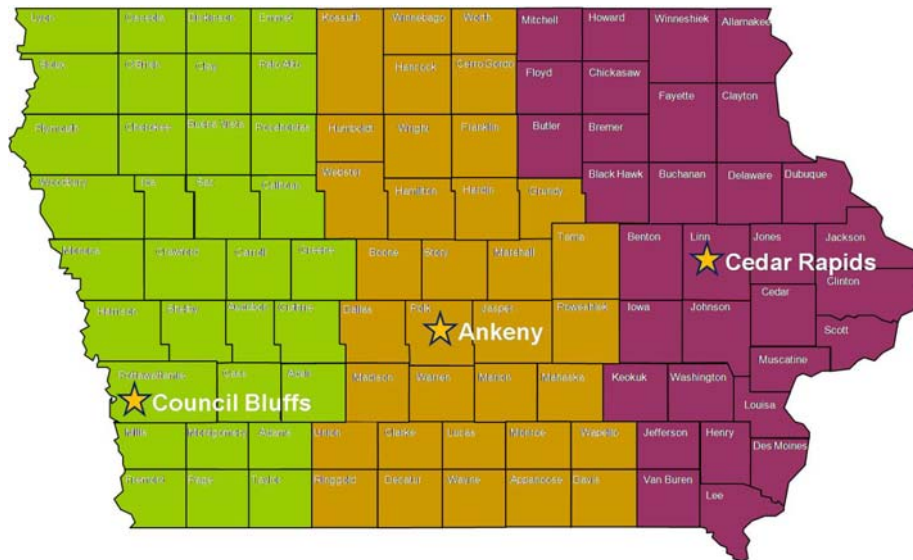 Lyon Osceola Dickinson Emmet Kossuth Winnebago Worth Mitchell Howard Winneshiek Allamakee
Sioux O'Brien Clay Palo Alto Hancock Cerro Gordo Floyd Chickasaw
Fayette Clayton
Plymouth Cherokee Buena Vista Pocahontas Humboldt Wright Franklin Butler Bremer
Webster
Woodbury Ida Sac Calhoun Hamilton Hardin Grundy Black Hawk Buchanan Delaware Dubuque
Monona Crawford Carroll Greene Boone Story Marshall Tama Benton Linn Jones Jackson
Cedar Rapids
Clinton
Harrison Shelby Audubon Guthrie Dallas Polk Jasper Poweshiek Iowa Johnson Cedar
Ankeny
Scott
Muscatine
Pottawattamie Cass Adair Madison Warren Marion Mahaska Keokuk Washington
Council Bluffs
Louisa
Mills Montgomery Adams Union Clarke Lucas Monroe Wapello Jefferson Henry Des Moines
Fremont Page Taylor Ringgold Decatur Wayne Appanoose Davis Van Buren Lee